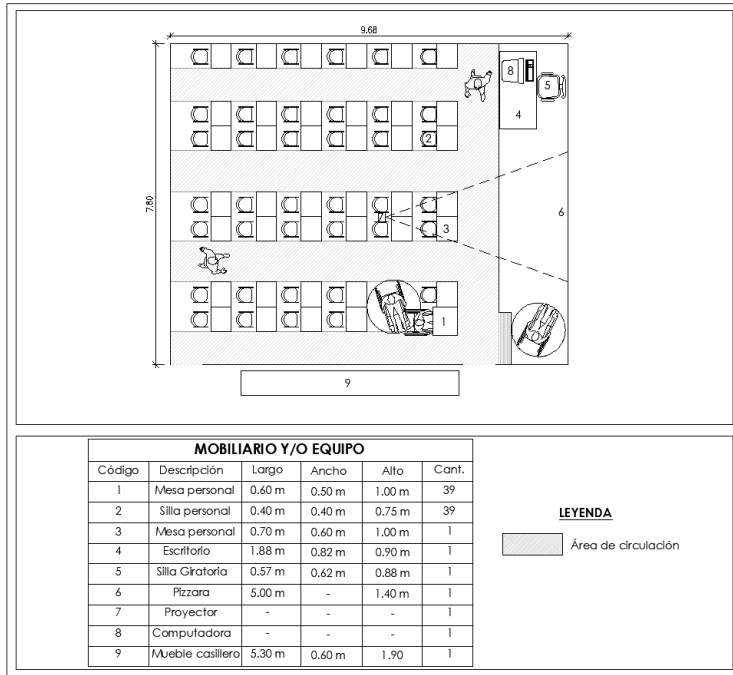 9.68
7.80
8
5
4
2
6
7
3
1
9
MOBILIARIO Y/O EQUIPO
Código Descripción Largo Ancho Alto Cant.
1 Mesa personal 0.60 m 0.50 m 1.00 m 39
2 Silla personal 0.40 m 0.40 m 0.75 m 39
3 Mesa personal 0.70 m 0.60 m 1.00 m 1
4 Escritorio 1.88 m 0.82 m 0.90 m 1
5 Silla Giratoria 0.57 m 0.62 m 0.88 m 1
6 Pizzara 5.00 m - 1.40 m 1
7 Proyector - - - 1
8 Computadora - - - 1
9 Mueble casillero 5.30 m 0.60 m 1.90 1
LEYENDA
Área de circulación